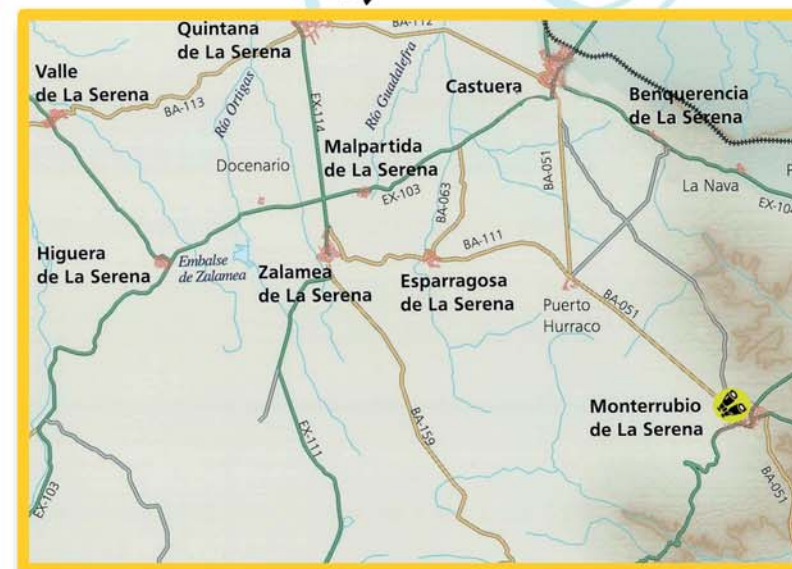 Quintana
de La Serena
BA-112
Valle
de La Serena
Río Ortigas
Río Guadalefra
Castuera
Benquerencia
de La Serena
BA-113
EX-114
Malpartida
de La Serena
BA-051
Docenario
EX-103
BA-063
La Nava
EX-104
Higuera
de La Serena
Embalse
de Zalamea
Zalamea
de La Serena
BA-111
Esparragosa
de La Serena
Puerto
Hurraco
BA-051
Monterrubio
de La Serena
EX-111
BA-159
EX-103
BA-051